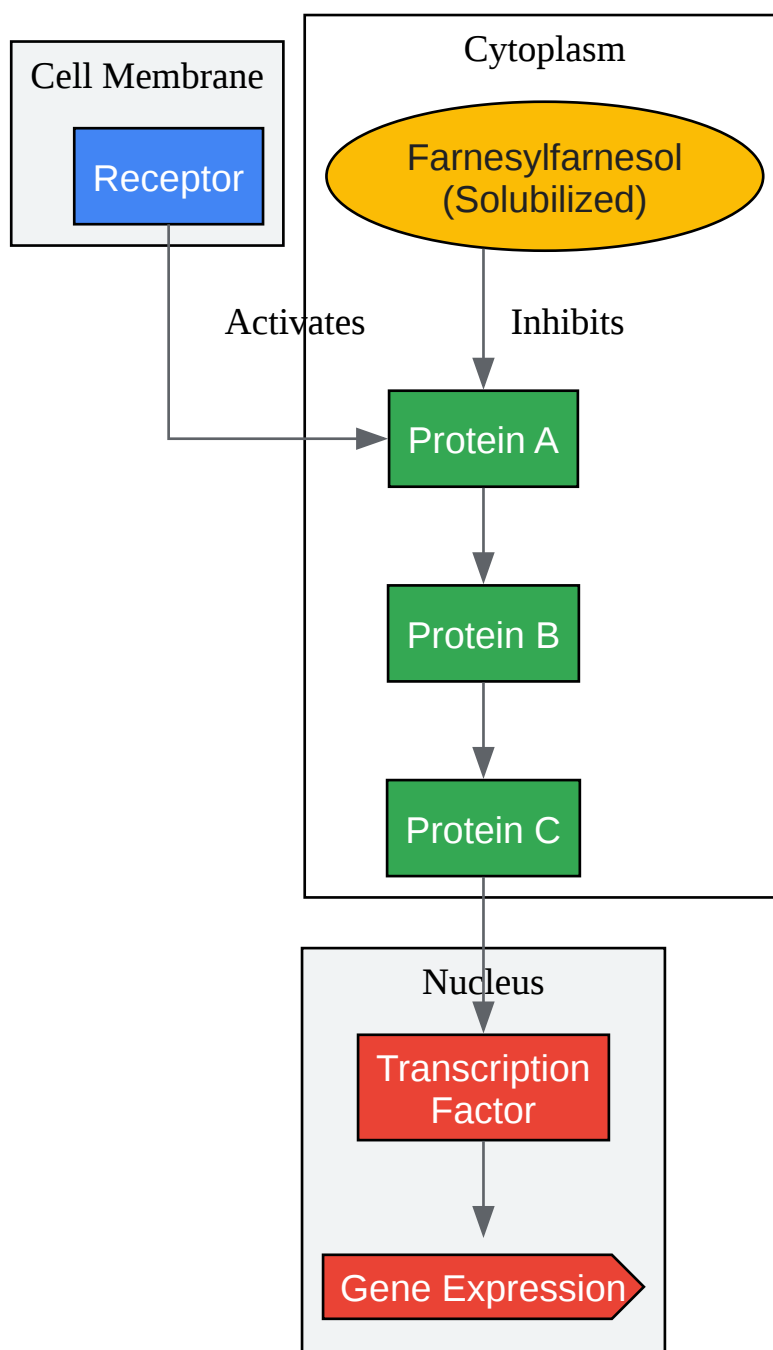 Cell Membrane
Receptor
Cytoplasm
Farnesylfarnesol
(Solubilized)
Activates
Inhibits
Protein A
Protein B
Protein C
Nucleus
Transcription
Factor
Gene Expression